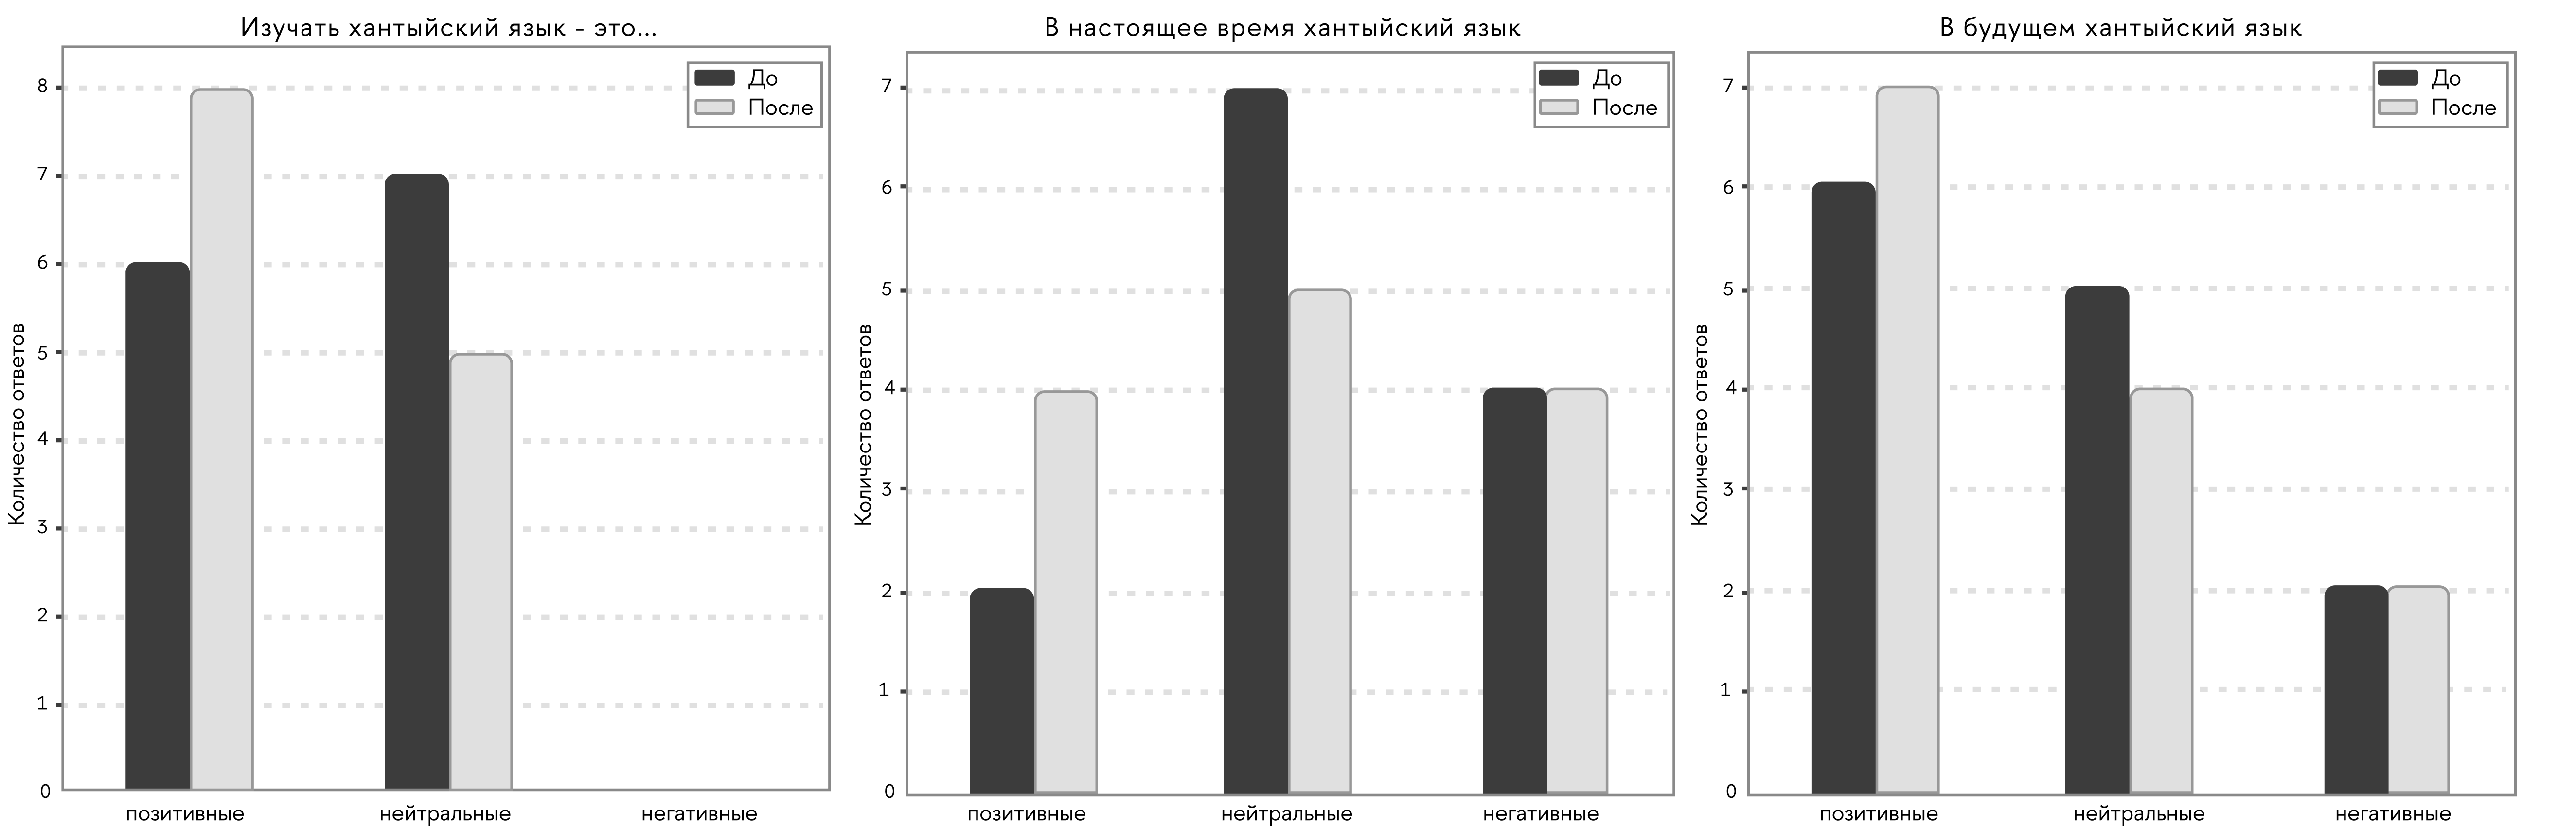 Изучать хантыйский язык - это...
До
После
Количество ответов
8
7
6
5
4
3
2
1
0
позитивные нейтральные негативные
В настоящее время хантыйский язык
До
После
Количество ответов
7
6
5
4
3
2
1
0
позитивные нейтральные негативные
В будущем хантыйский язык
До
После
Количество ответов
7
6
5
4
3
2
1
0
позитивные нейтральные негативные